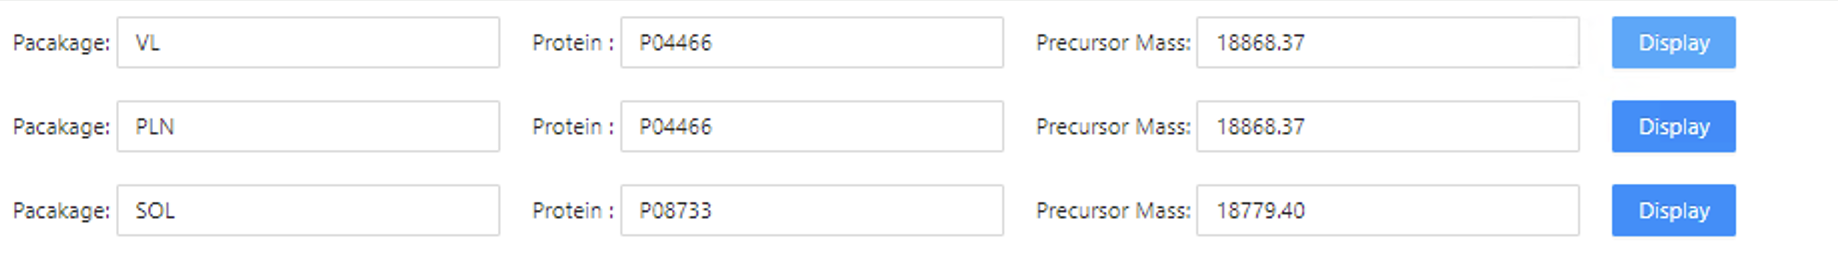 Pacakage: VL Protein : P04466 Precursor Mass: 18868.37 Display
Pacakage: PLN Protein : P04466 Precursor Mass: 18868.37 Display
Pacakage: SOL Protein : P08733 Precursor Mass: 18779.40 Display